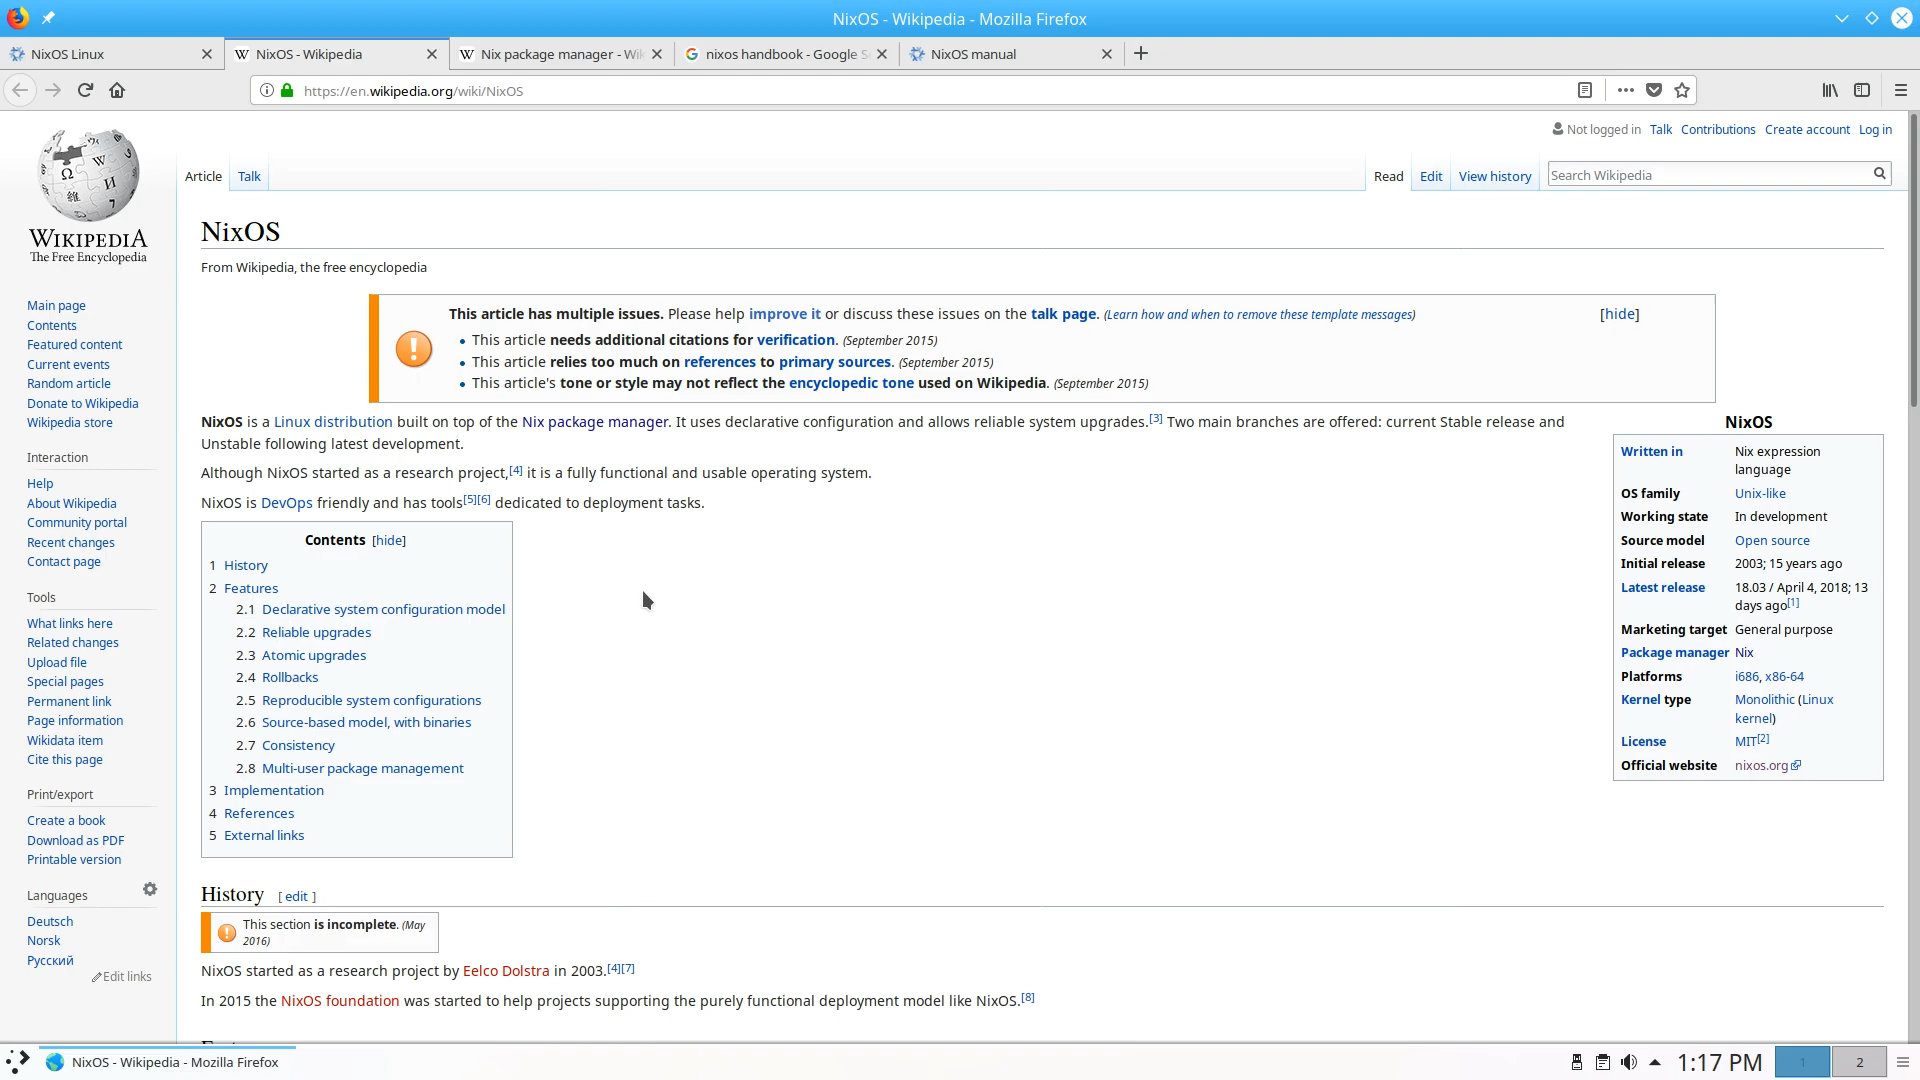 NixOS - Wikipedia - Mozilla Firefox
NixOS Linux
NixOS - Wikipedia
Nix package manager - Wik
nixos handbook - Google S
NixOS manual
https://en.wikipedia.org/wiki/NixOS
Not logged in Talk Contributions Create account Log in
Article Talk
Read Edit View history
Search Wikipedia
WIKIPEDIA
The Free Encyclopedia
Main page
Contents
Featured content
Current events
Random article
Donate to Wikipedia
Wikipedia store
Interaction
Help
About Wikipedia
Community portal
Recent changes
Contact page
Tools
What links here
Related changes
Upload file
Special pages
Permanent link
Page information
Wikidata item
Cite this page
Print/export
Create a book
Download as PDF
Printable version
Languages
Deutsch
Norsk
Русский
Edit links
NixOS
From Wikipedia, the free encyclopedia
This article has multiple issues. Please help improve it or discuss these issues on the talk page. (Learn how and when to remove these template messages)
[hide]
• This article needs additional citations for verification. (September 2015)
• This article relies too much on references to primary sources. (September 2015)
• This article's tone or style may not reflect the encyclopedic tone used on Wikipedia. (September 2015)
NixOS is a Linux distribution built on top of the Nix package manager. It uses declarative configuration and allows reliable system upgrades.[3] Two main branches are offered: current Stable release and
Unstable following latest development.
Although NixOS started as a research project,[4] it is a fully functional and usable operating system.
NixOS is DevOps friendly and has tools[5][6] dedicated to deployment tasks.
Contents [hide]
1 History
2 Features
2.1 Declarative system configuration model
2.2 Reliable upgrades
2.3 Atomic upgrades
2.4 Rollbacks
2.5 Reproducible system configurations
2.6 Source-based model, with binaries
2.7 Consistency
2.8 Multi-user package management
3 Implementation
4 References
5 External links
NixOS
Written in Nix expression
language
OS family Unix-like
Working state In development
Source model Open source
Initial release 2003; 15 years ago
Latest release 18.03 / April 4, 2018; 13
days ago[1]
Marketing target General purpose
Package manager Nix
Platforms i686, x86-64
Kernel type Monolithic (Linux
kernel)
License MIT[2]
Official website nixos.org
History [ edit ]
This section is incomplete. (May
2016)
NixOS started as a research project by Eelco Dolstra in 2003.[4][7]
In 2015 the NixOS foundation was started to help projects supporting the purely functional deployment model like NixOS.[8]
NixOS - Wikipedia - Mozilla Firefox
1:17 PM
1
2